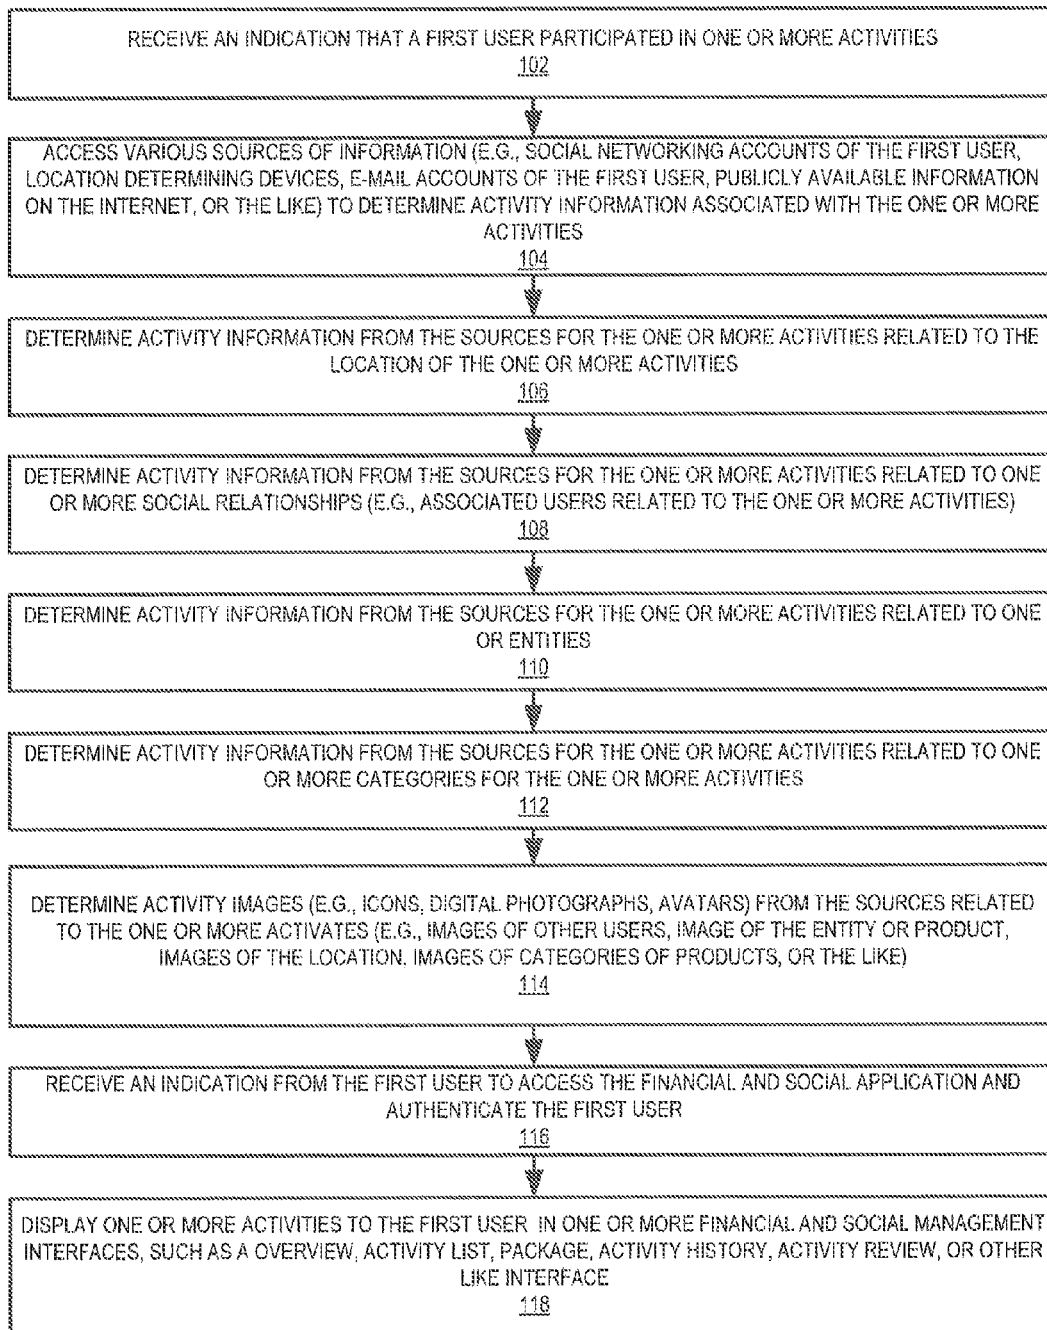 RECEIVE AN INDICATION THAT A FIRST USER PARTICIPATED IN ONE OR MORE ACTIVITIES
102
ACCESS VARIOUS SOURCES OF INFORMATION (E.G., SOCIAL NETWORKING ACCOUNTS OF THE FIRST USER,
LOCATION DETERMINING DEVICES, E-MAIL ACCOUNTS OF THE FIRST USER, PUBLICLY AVAILABLE INFORMATION
ON THE INTERNET, OR THE LIKE) TO DETERMINE ACTIVITY INFORMATION ASSOCIATED WITH THE ONE OR MORE
ACTIVITIES
104
DETERMINE ACTIVITY INFORMATION FROM THE SOURCES FOR THE ONE OR MORE ACTIVITIES RELATED TO THE
LOCATION OF THE ONE OR MORE ACTIVITIES
106
DETERMINE ACTIVITY INFORMATION FROM THE SOURCES FOR THE ONE OR MORE ACTIVITIES RELATED TO ONE
OR MORE SOCIAL RELATIONSHIPS (E.G., ASSOCIATED USERS RELATED TO THE ONE OR MORE ACTIVITIES)
108
DETERMINE ACTIVITY INFORMATION FROM THE SOURCES FOR THE ONE OR MORE ACTIVITIES RELATED TO ONE
OR ENTITIES
110
DETERMINE ACTIVITY INFORMATION FROM THE SOURCES FOR THE ONE OR MORE ACTIVITIES RELATED TO ONE
OR MORE CATEGORIES FOR THE ONE OR MORE ACTIVITIES
112
DETERMINE ACTIVITY IMAGES (E.G., ICONS, DIGITAL PHOTOGRAPHS, AVATARS) FROM THE SOURCES RELATED
TO THE ONE OR MORE ACTIVATES (E.G., IMAGES OF OTHER USERS, IMAGE OF THE ENTITY OR PRODUCT,
IMAGES OF THE LOCATION, IMAGES OF CATEGORIES OF PRODUCTS, OR THE LIKE)
114
RECEIVE AN INDICATION FROM THE FIRST USER TO ACCESS THE FINANCIAL AND SOCIAL APPLICATION AND
AUTHENTICATE THE FIRST USER
116
DISPLAY ONE OR MORE ACTIVITIES TO THE FIRST USER IN ONE OR MORE FINANCIAL AND SOCIAL MANAGEMENT
INTERFACES, SUCH AS A OVERVIEW, ACTIVITY LIST, PACKAGE, ACTIVITY HISTORY, ACTIVITY REVIEW, OR OTHER
LIKE INTERFACE
118